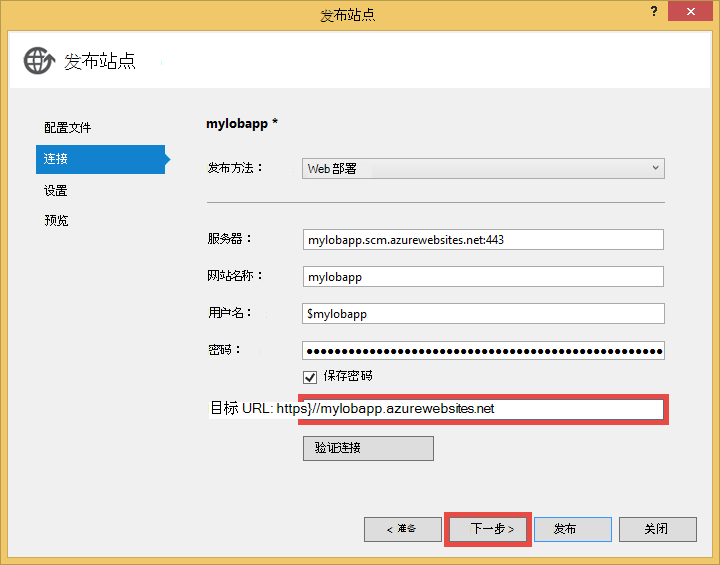 发布站点
?
发布站点
配置文件
连接
设置
预览
mylobapp *
发布方法：
Web 部署
服务器：
mylobapp.scm.azurewebsites.net:443
网站名称：
mylobapp
用户名：
$mylobapp
密码：
保存密码
目标 URL: https}//mylobapp.azurewebsites.net
验证连接
< 准备
下一步 >
发布
关闭